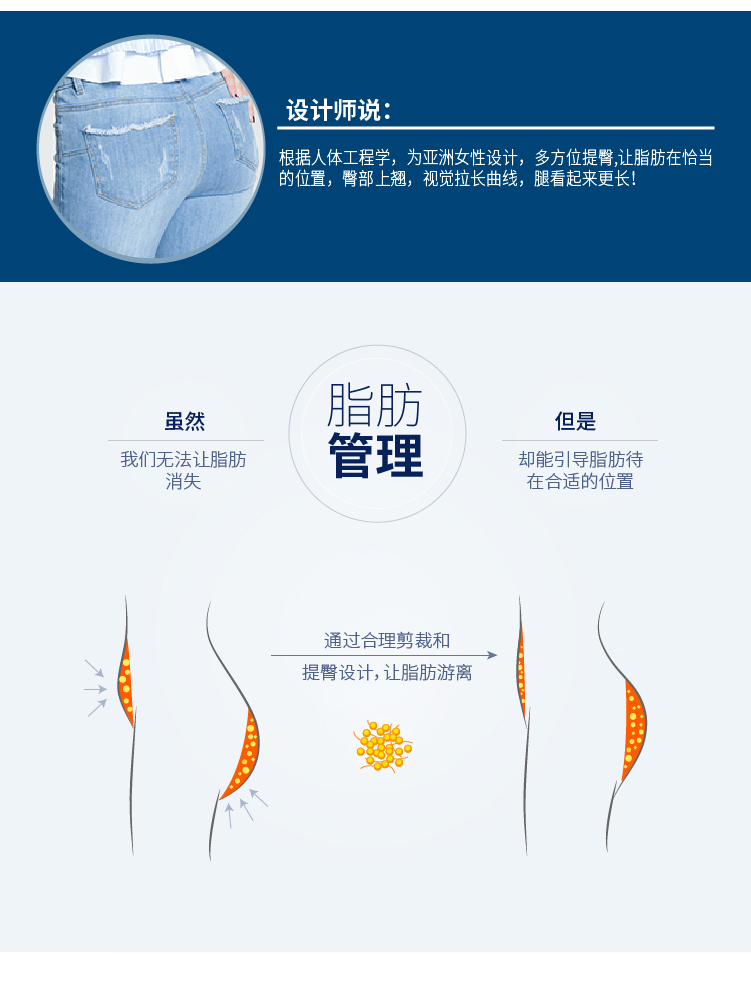 设计师说：
根据人体工程学，为亚洲女性设计，多方位提臀,让脂肪在恰当
的位置，臀部上翘，视觉拉长曲线，腿看起来更长！
脂肪
管理
虽然
我们无法让脂肪
消失
但是
却能引导脂肪待
在合适的位置
通过合理剪裁和
提臀设计，让脂肪游离